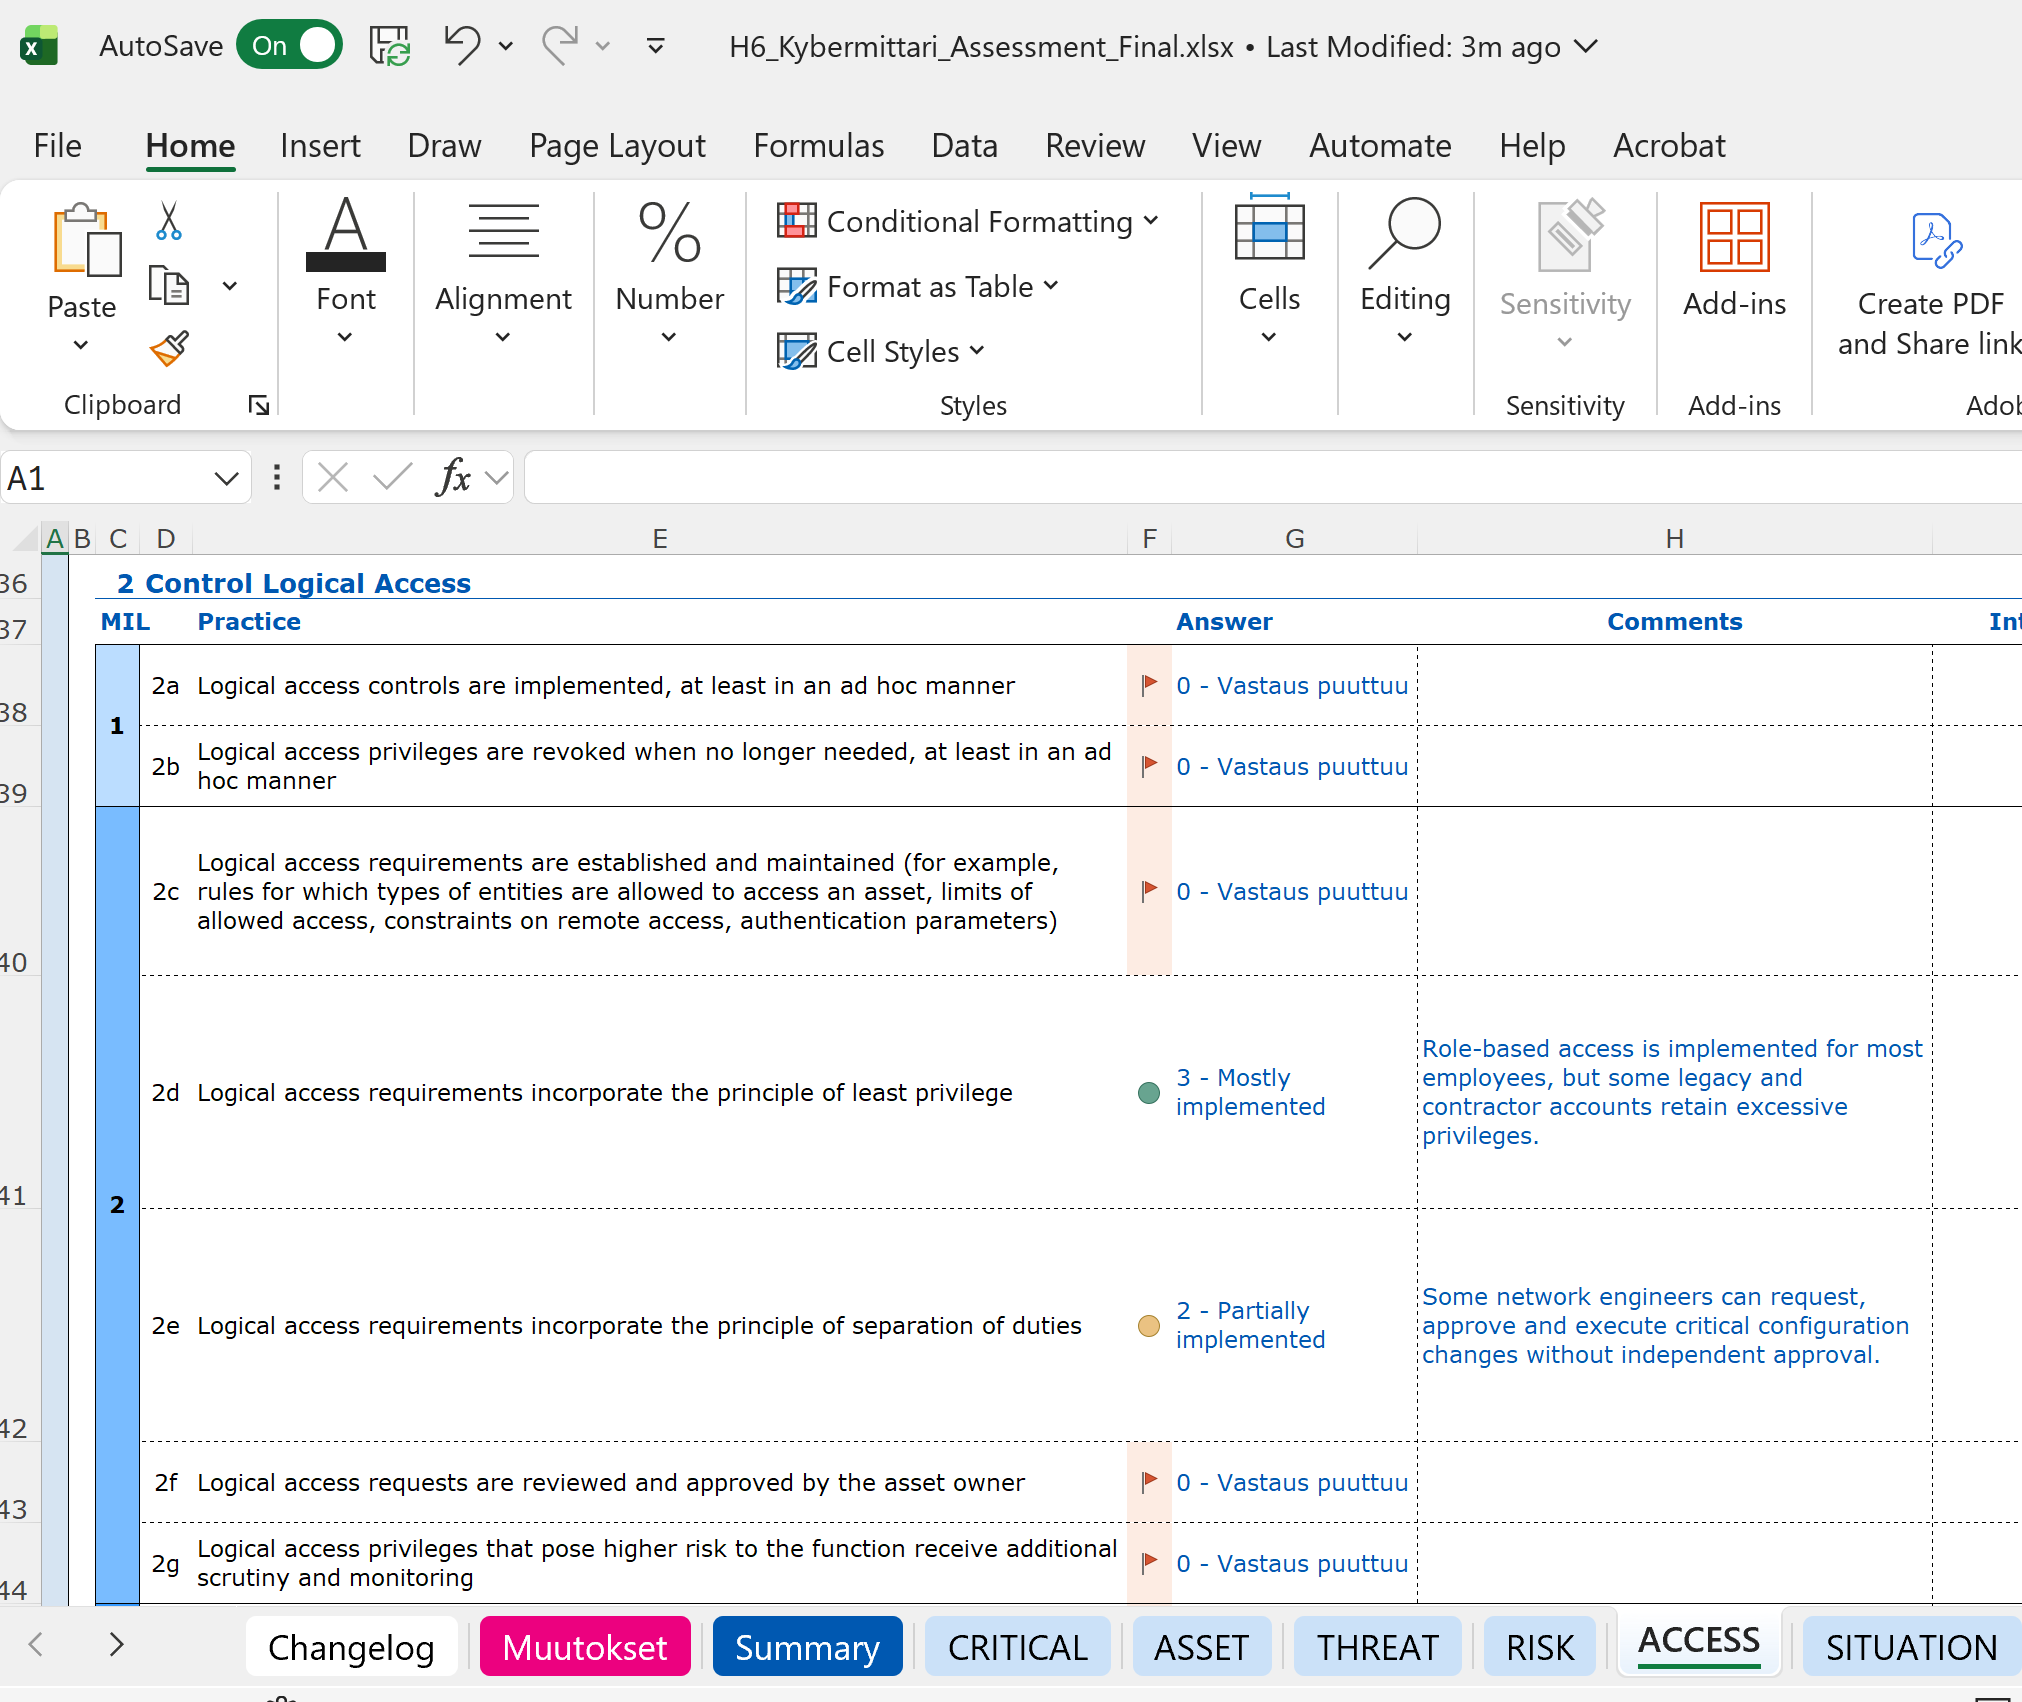 AutoSave On H6_Kybermittari_Assessment_Final.xlsx • Last Modified: 3m ago
File Home Insert Draw Page Layout Formulas Data Review View Automate Help Acrobat
Paste
Clipboard
Font
Alignment
Number
Conditional Formatting
Format as Table
Cell Styles
Styles
Cells
Editing
Sensitivity
Sensitivity
Add-ins
Add-ins
Create PDF
and Share link
A1
fx
A B C D E F G H
36 2 Control Logical Access
37 MIL Practice Answer Comments
38 2a Logical access controls are implemented, at least in an ad hoc manner 0 - Vastaus puuttuu
1
39 2b Logical access privileges are revoked when no longer needed, at least in an ad
hoc manner
0 - Vastaus puuttuu
40 2c Logical access requirements are established and maintained (for example,
rules for which types of entities are allowed to access an asset, limits of
allowed access, constraints on remote access, authentication parameters)
0 - Vastaus puuttuu
41 2d Logical access requirements incorporate the principle of least privilege
3 - Mostly
implemented
Role-based access is implemented for most
employees, but some legacy and
contractor accounts retain excessive
privileges.
2
42 2e Logical access requirements incorporate the principle of separation of duties
2 - Partially
implemented
Some network engineers can request,
approve and execute critical configuration
changes without independent approval.
43 2f Logical access requests are reviewed and approved by the asset owner 0 - Vastaus puuttuu
44 2g Logical access privileges that pose higher risk to the function receive additional
scrutiny and monitoring
0 - Vastaus puuttuu
Changelog Muutokset Summary CRITICAL ASSET THREAT RISK ACCESS SITUATION